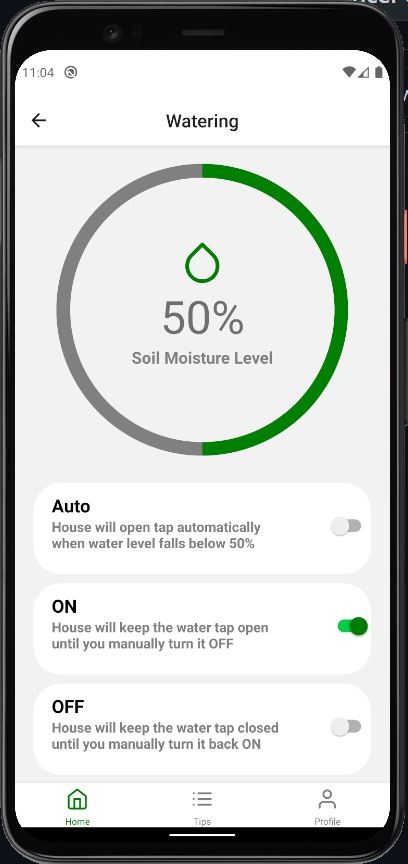 11:04
Watering
50%
Soil Moisture Level
Auto
House will open tap automatically
when water level falls below 50%
ON
House will keep the water tap open
until you manually turn it OFF
OFF
House will keep the water tap closed
until you manually turn it back ON
Home
Tips
Profile